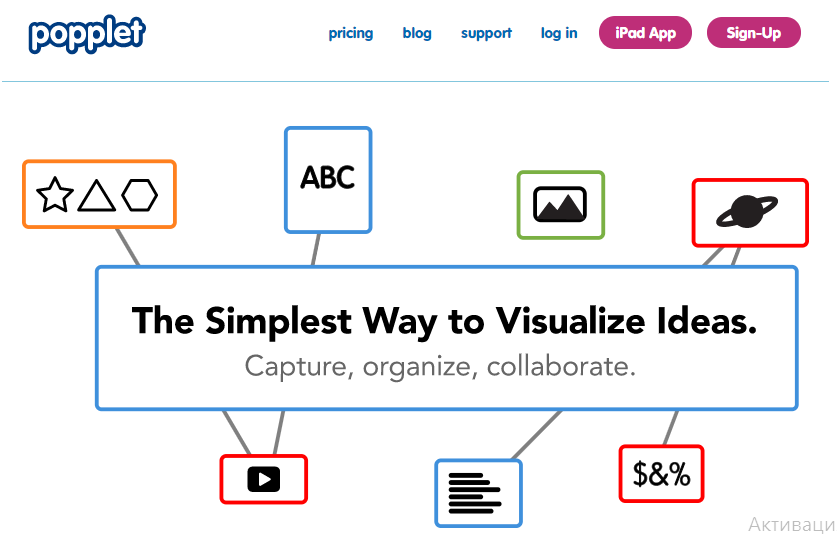 popplet
pricing blog support log in iPad App Sign-Up
ABC
The Simplest Way to Visualize Ideas.
Capture, organize, collaborate.
$&%
Активаци